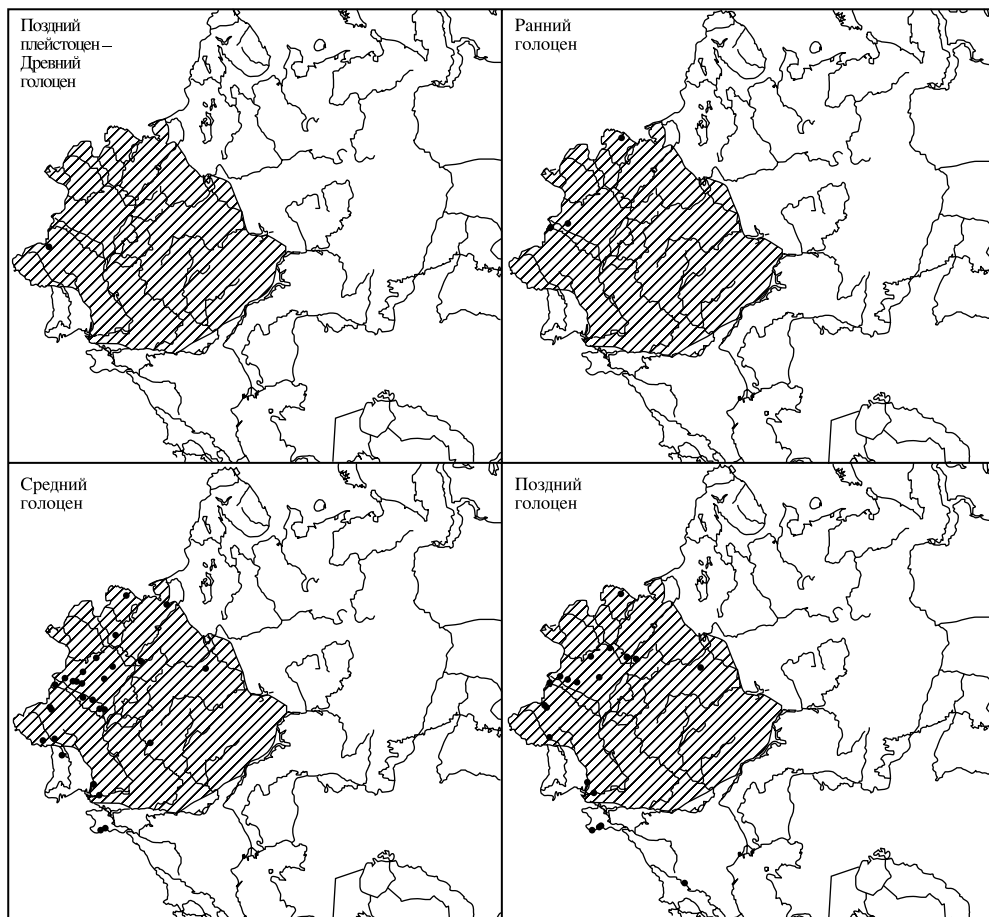 Поздний
плейстоцен –
Древний
голоцен
Ранний
голоцен
Средний
голоцен
Поздний
голоцен